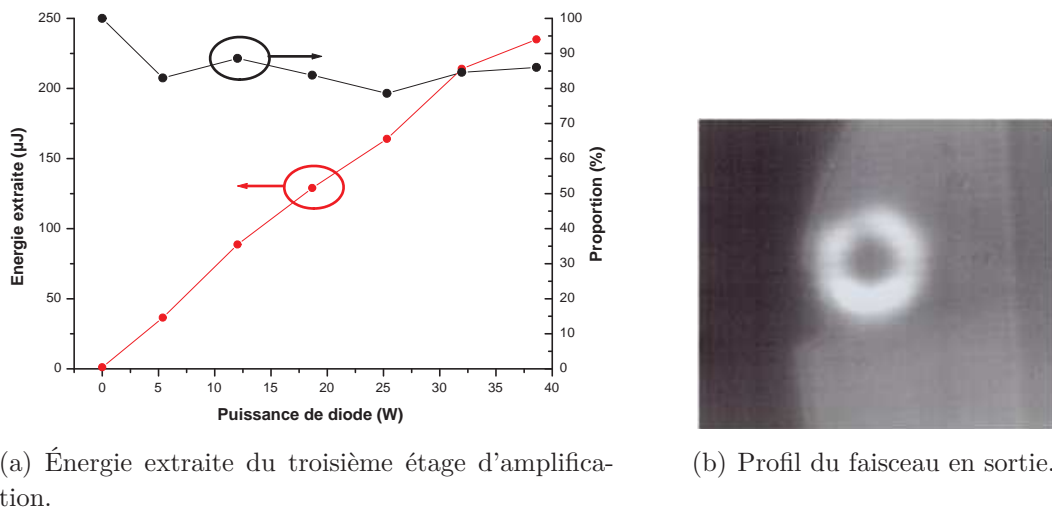 250
200
150
100
50
0
Energie extraite (µJ)
0 5 10 15 20 25 30 35 40
Puissance de diode (W)
100
90
80
70
60
50
40
30
20
10
0
Proportion (%)
(a) Énergie extraite du troisième étage d'amplifica-
tion.
(b) Profil du faisceau en sortie.